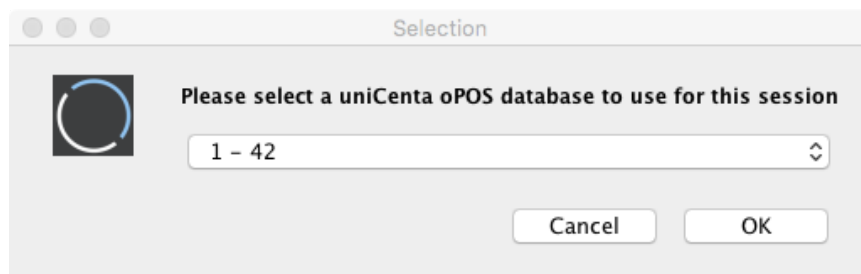 Selection
Please select a uniCenta oPOS database to use for this session
1 – 42
Cancel OK